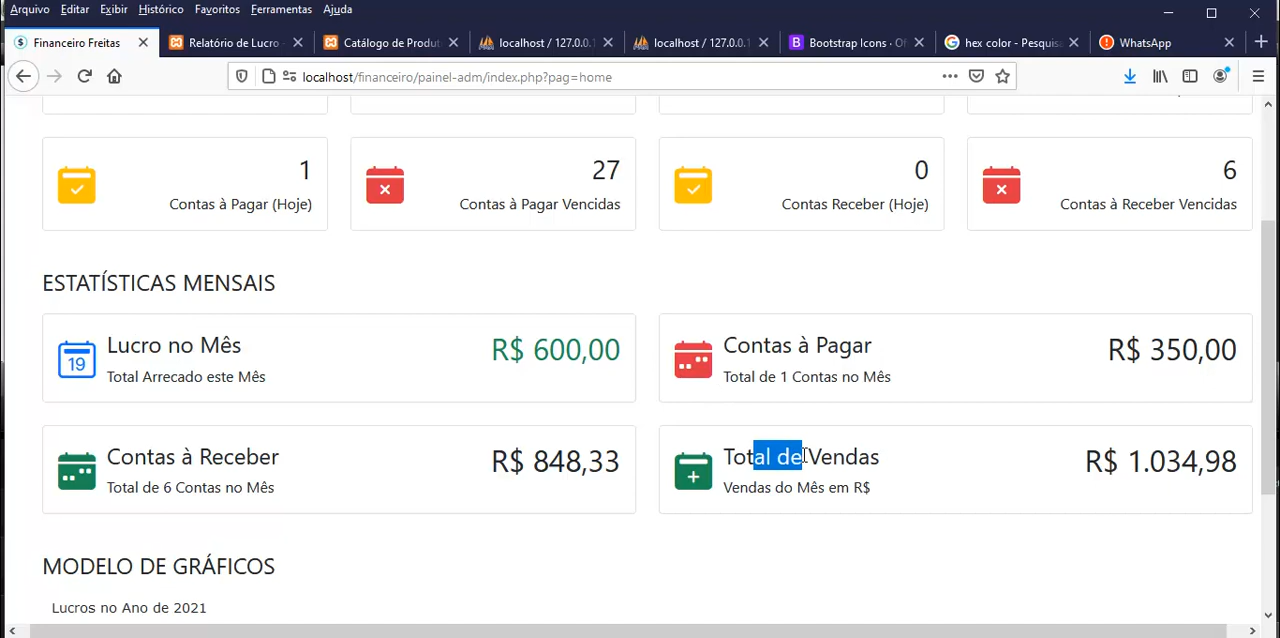 Arquivo Editar Exibir Histórico Favoritos Ferramentas Ajuda
Financeiro Freitas
Relatório de Lucro
Catálogo de Produt
localhost / 127.0.0.1
localhost / 127.0.0.1
Bootstrap Icons · Of
hex color - Pesquis
WhatsApp
localhost/financeiro/painel-adm/index.php?pag=home
1
Contas à Pagar (Hoje)
27
Contas à Pagar Vencidas
0
Contas Receber (Hoje)
6
Contas à Receber Vencidas
ESTATÍSTICAS MENSAIS
19
Lucro no Mês
R$ 600,00
Total Arrecado este Mês
Contas à Pagar
R$ 350,00
Total de 1 Contas no Mês
Contas à Receber
R$ 848,33
Total de 6 Contas no Mês
Total de Vendas
R$ 1.034,98
Vendas do Mês em R$
MODELO DE GRÁFICOS
Lucros no Ano de 2021